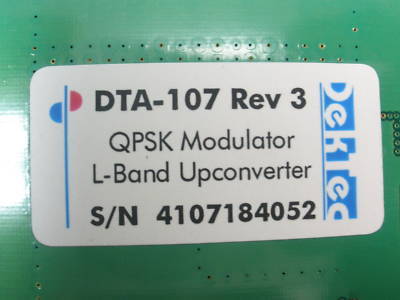 DTA-107 Rev 3
QPSK Modulator
L-Band Upconverter
S/N 4107184052
DekTec